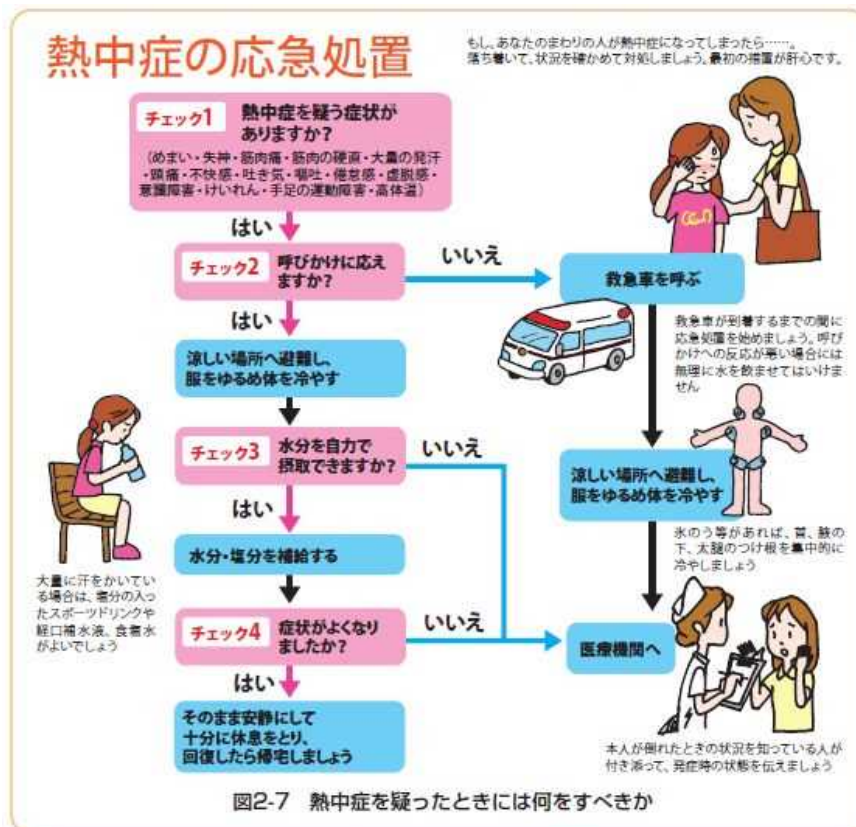 熱中症の応急処置
もし、あなたのまわりの人が熱中症になってしまったら……。
落ち着いて、状況を確かめて対処しましょう。最初の措置が肝心です。
チェック1
熱中症を疑う症状が
ありますか？
（めまい・失神・筋肉痛・筋肉の硬直・大量の発汗
・頭痛・不快感・吐き気・嘔吐・倦怠感・虚脱感・
意識障害・けいれん・手足の運動障害・高体温）
はい
チェック2
呼びかけに応え
ますか？
いいえ
救急車を呼ぶ
はい
救急車が到着するまでの間に
応急処置を始めましょう。呼び
かけへの反応が悪い場合には
無理に水を飲ませてはいけま
せん
涼しい場所へ避難し、
服をゆるめ体を冷やす
チェック3
水分を自力で
摂取できますか？
いいえ
涼しい場所へ避難し、
服をゆるめ体を冷やす
はい
氷のう等があれば、首、腋の
下、太腿のつけ根を集中的に
冷やしましょう
水分・塩分を補給する
大量に汗をかいている
場合は、塩分の入っ
たスポーツドリンクや
経口補水液、食塩水
がよいでしょう
チェック4
症状がよくなり
ましたか？
いいえ
医療機関へ
はい
そのまま安静にして
十分に休息をとり、
回復したら帰宅しましょう
本人が倒れたときの状況を知っている人が
付き添って、発症時の状態を伝えましょう
図2-7 熱中症を疑ったときには何をすべきか